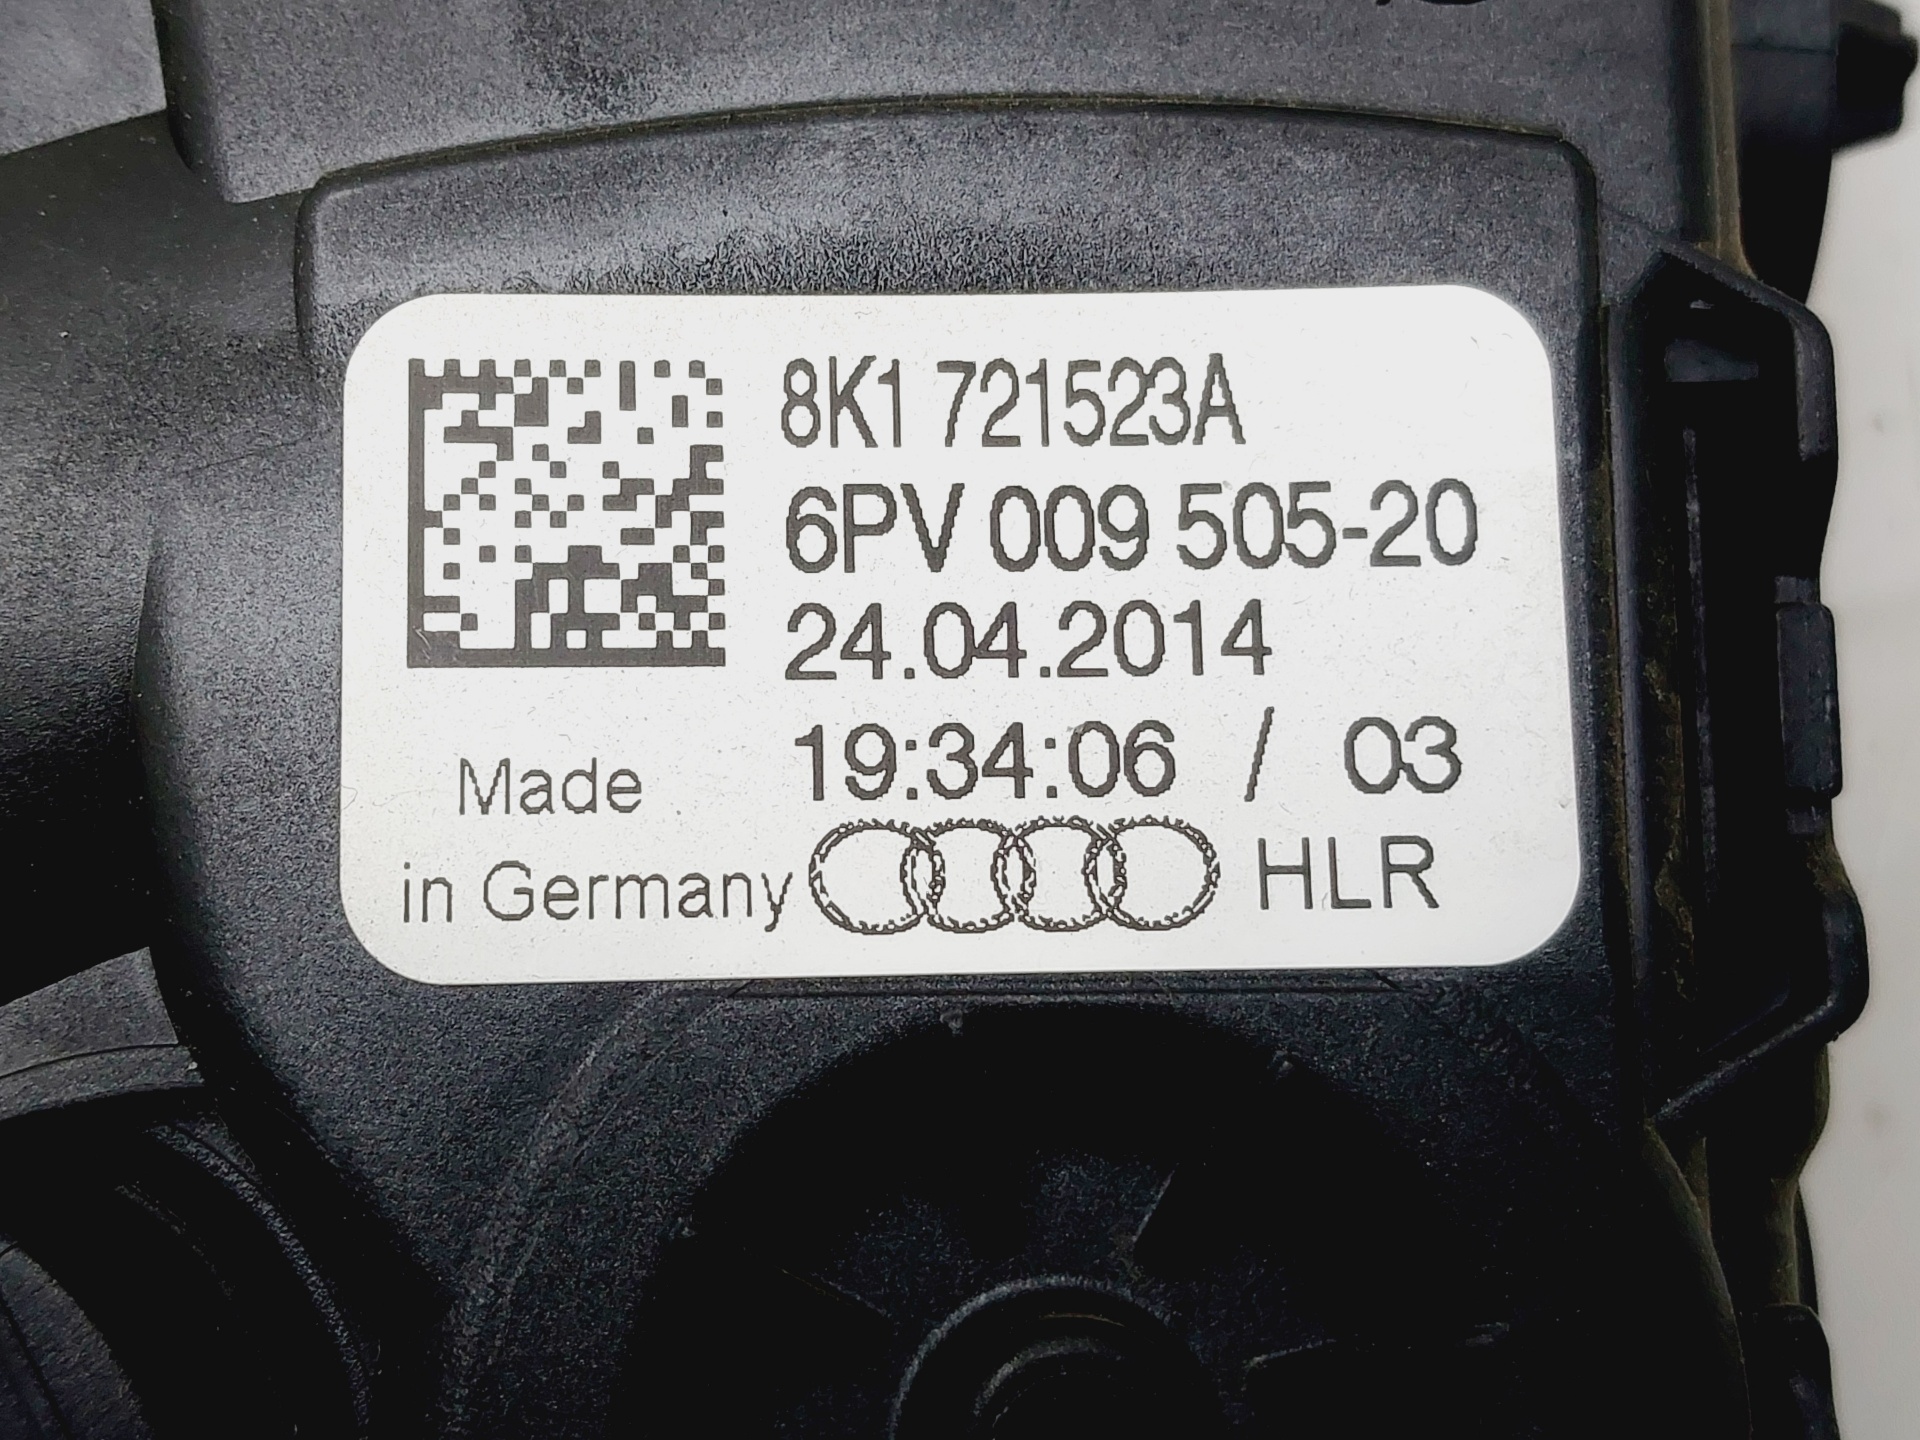 8K1 721523A
6PV 009 505-20
24.04.2014
19:34:06 / 03
Made
in Germany
HLR